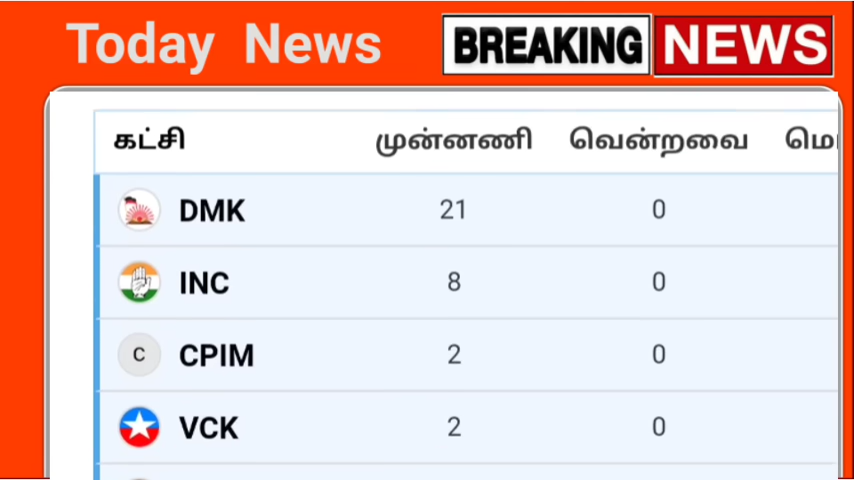 Today News BREAKING NEWS
கட்சி முன்னணி வென்றவை
DMK 21 0
INC 8 0
C CPIM 2 0
VCK 2 0